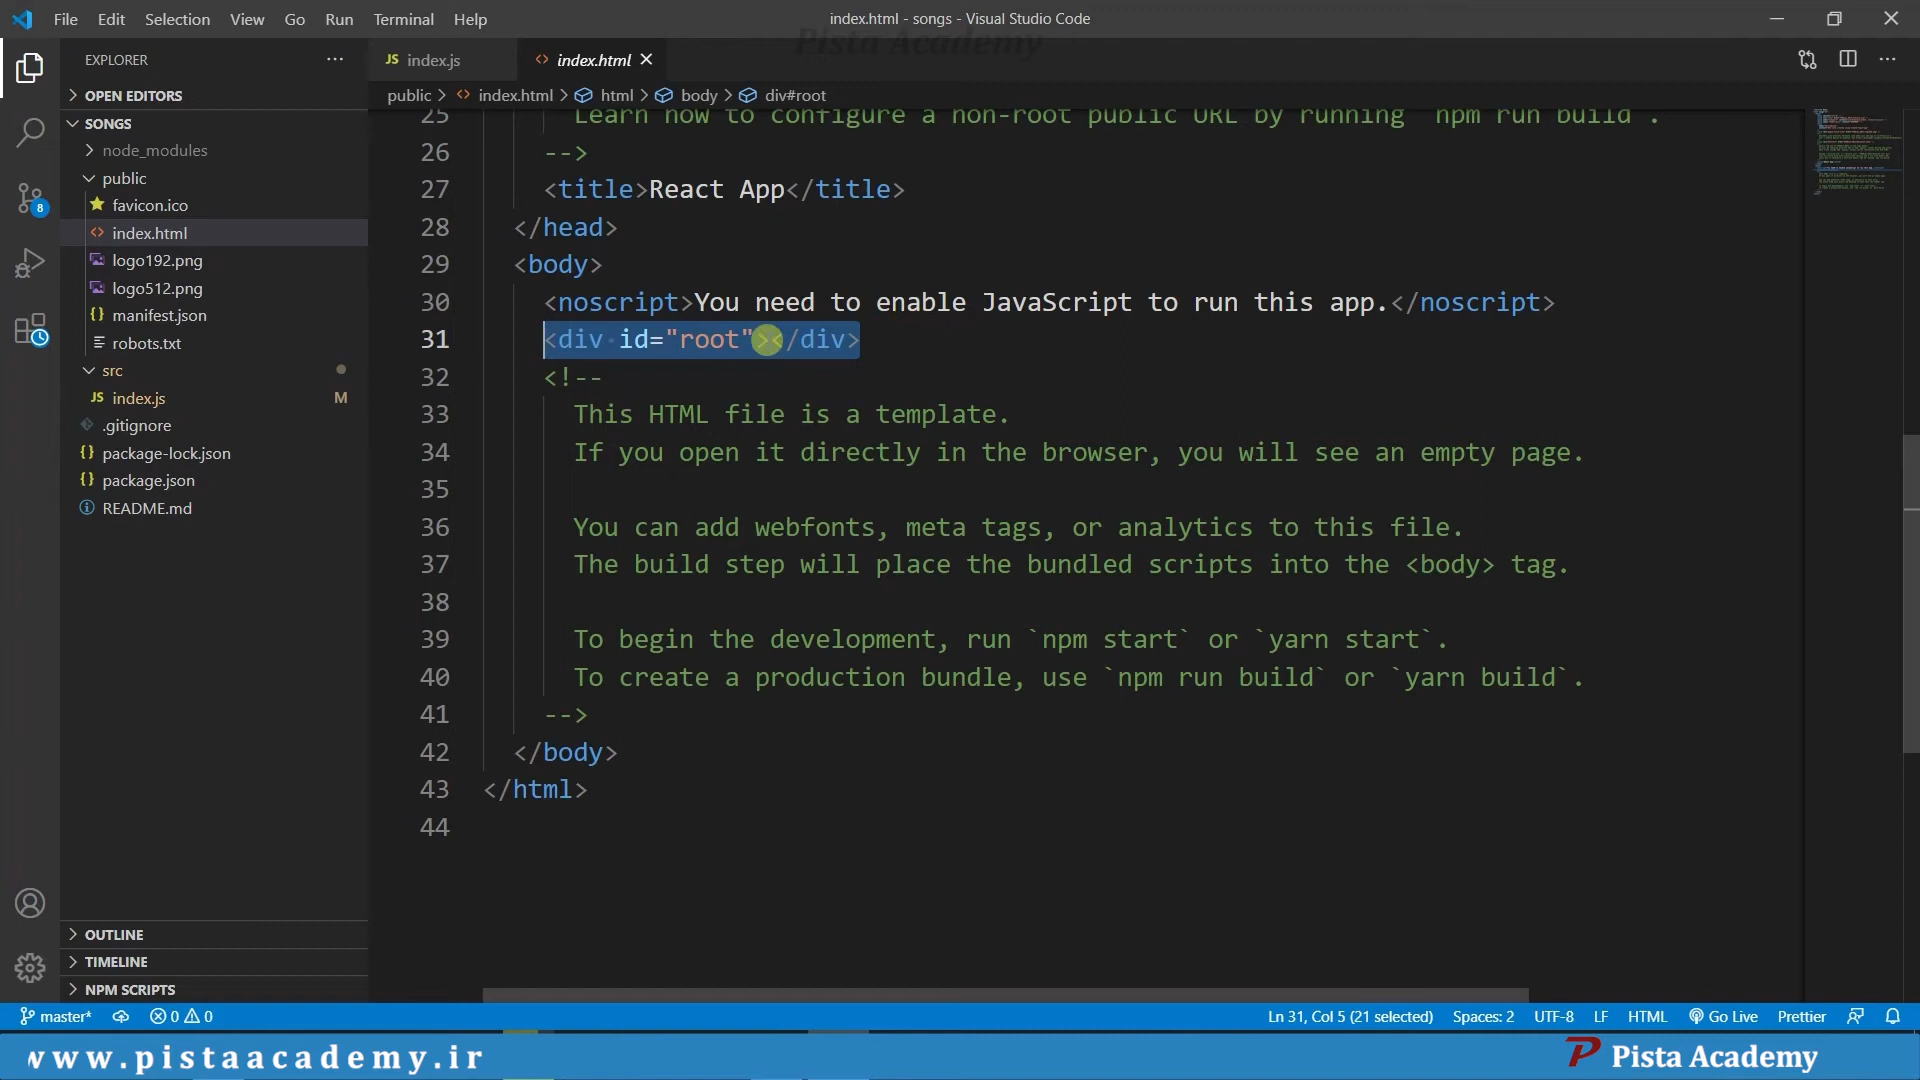 File Edit Selection View Go Run Terminal Help
index.html - songs - Visual Studio Code
Pista Academy
EXPLORER
OPEN EDITORS
SONGS
node_modules
public
favicon.ico
index.html
logo192.png
logo512.png
manifest.json
robots.txt
src
JS index.js M
.gitignore
package-lock.json
package.json
README.md
OUTLINE
TIMELINE
NPM SCRIPTS
8
JS index.js
<> index.html
public > <> index.html > html > body > div#root
25 Learn how to configure a non-root public URL by running `npm run build`.
26 -->
27 <title>React App</title>
28 </head>
29 <body>
30 <noscript>You need to enable JavaScript to run this app.</noscript>
31 <div id="root"></div>
32 <!--
33 This HTML file is a template.
34 If you open it directly in the browser, you will see an empty page.
35
36 You can add webfonts, meta tags, or analytics to this file.
37 The build step will place the bundled scripts into the <body> tag.
38
39 To begin the development, run `npm start` or `yarn start`.
40 To create a production bundle, use `npm run build` or `yarn build`.
41 -->
42 </body>
43 </html>
44
master* 0 0
Ln 31, Col 5 (21 selected) Spaces: 2 UTF-8 LF HTML Go Live Prettier
www.pistaacademy.ir
Pista Academy